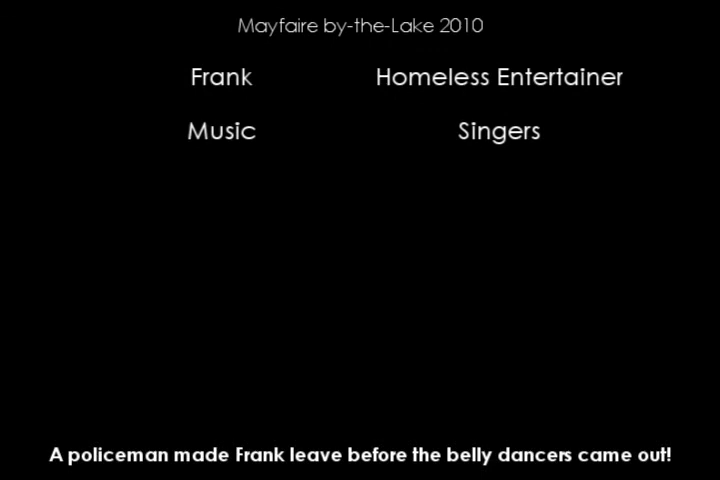 Mayfaire by-the-Lake 2010
Frank Homeless Entertainer
Music Singers
A policeman made Frank leave before the belly dancers came out!